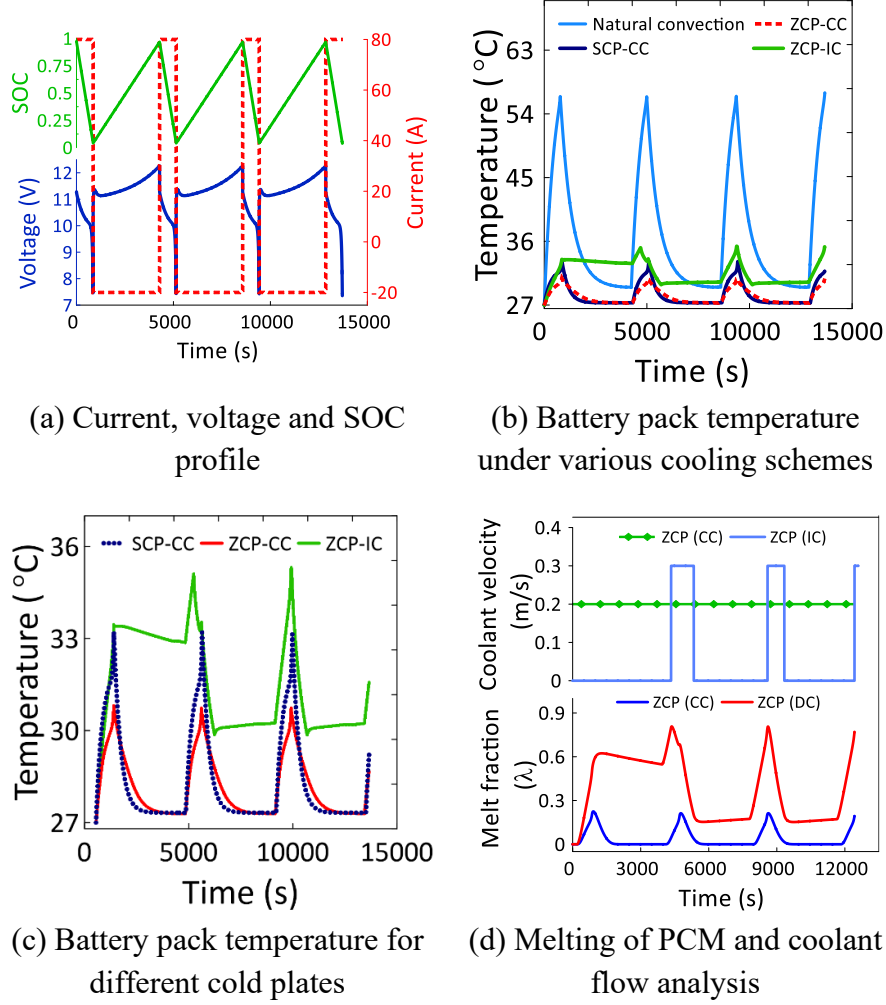 SOC
1
0.75
0.5
0.25
0
Voltage (V)
12
11
10
9
8
7
80
60
40
20
0
-20
Current (A)
0
5000
10000
15000
Time (s)
(a) Current, voltage and SOC
profile
Natural convection
ZCP-CC
SCP-CC
ZCP-IC
Temperature (°C)
63
54
45
36
27
0
5000
10000
15000
Time (s)
(b) Battery pack temperature
under various cooling schemes
SCP-CC
ZCP-CC
ZCP-IC
Temperature (°C)
36
33
30
27
0
5000
10000
15000
Time (s)
(c) Battery pack temperature for
different cold plates
Coolant velocity
(m/s)
0.4
0.3
0.2
0.1
0
ZCP (CC)
ZCP (IC)
Melt fraction
(λ)
0.9
0.6
0.3
0
ZCP (CC)
ZCP (DC)
0
3000
6000
9000
12000
Time (s)
(d) Melting of PCM and coolant
flow analysis